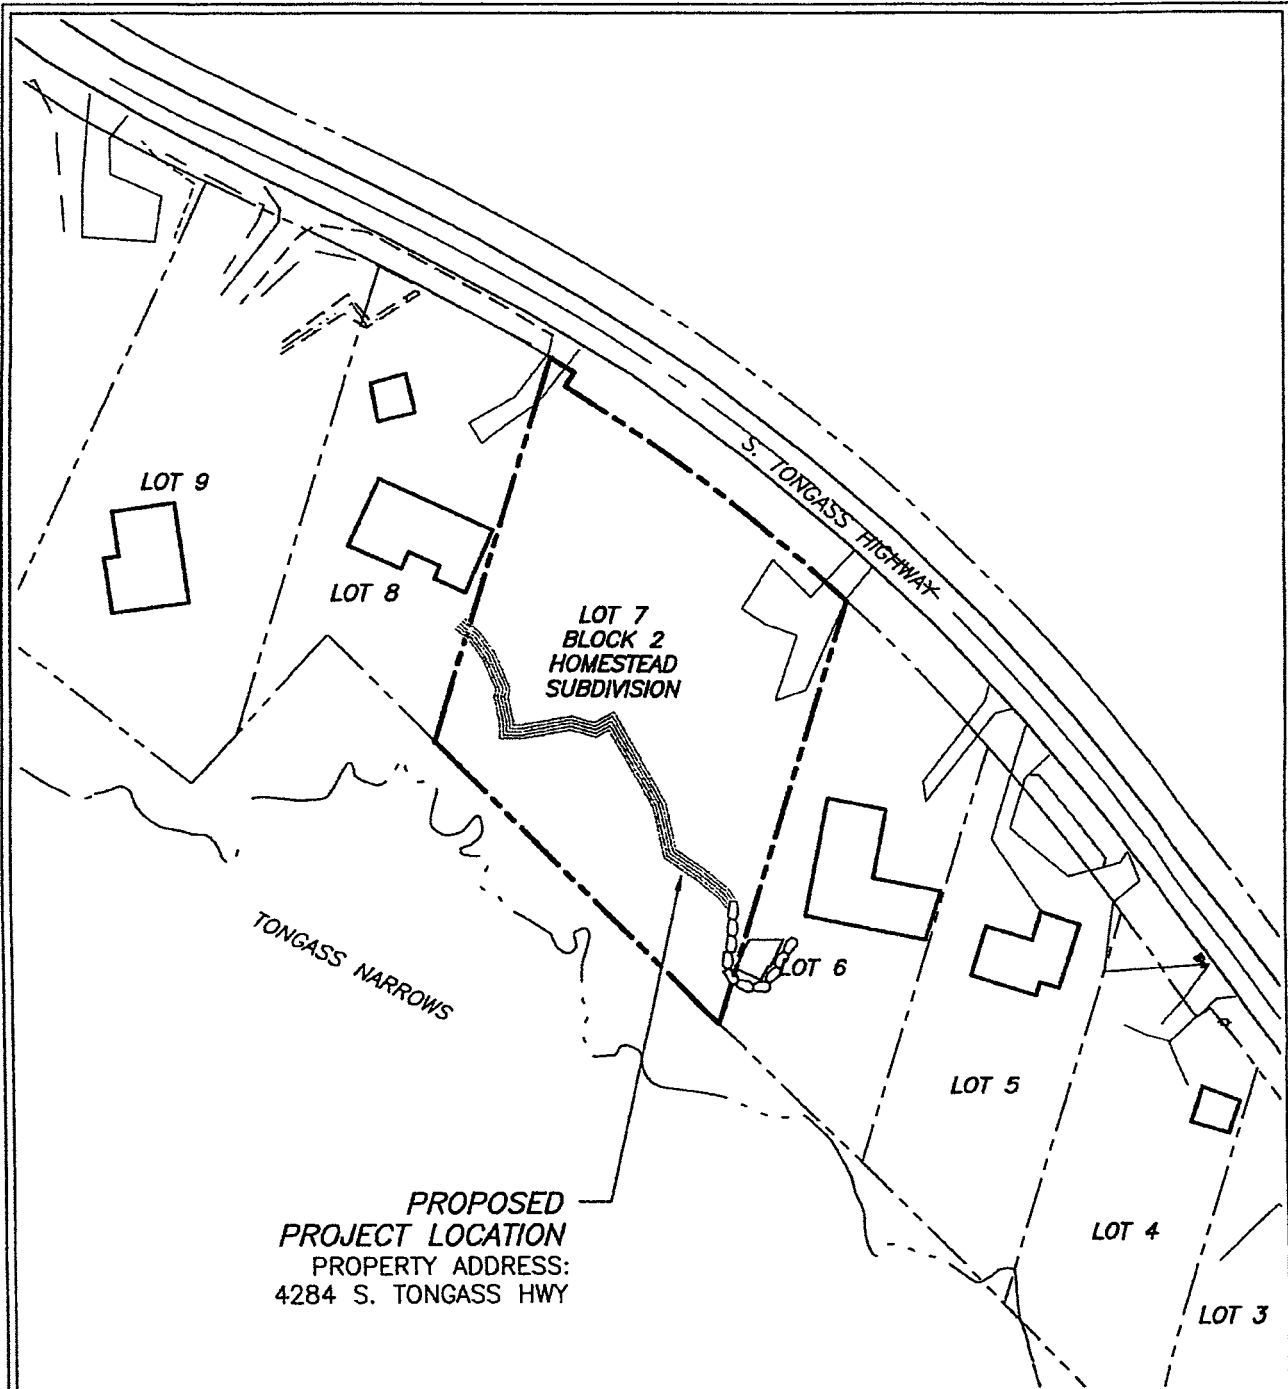 S. TONGASS HIGHWAY
LOT 9
LOT 8
LOT 7
BLOCK 2
HOMESTEAD
SUBDIVISION
LOT 6
TONGASS NARROWS
LOT 5
PROPOSED
PROJECT LOCATION
PROPERTY ADDRESS:
4284 S. TONGASS HWY
LOT 4
LOT 3